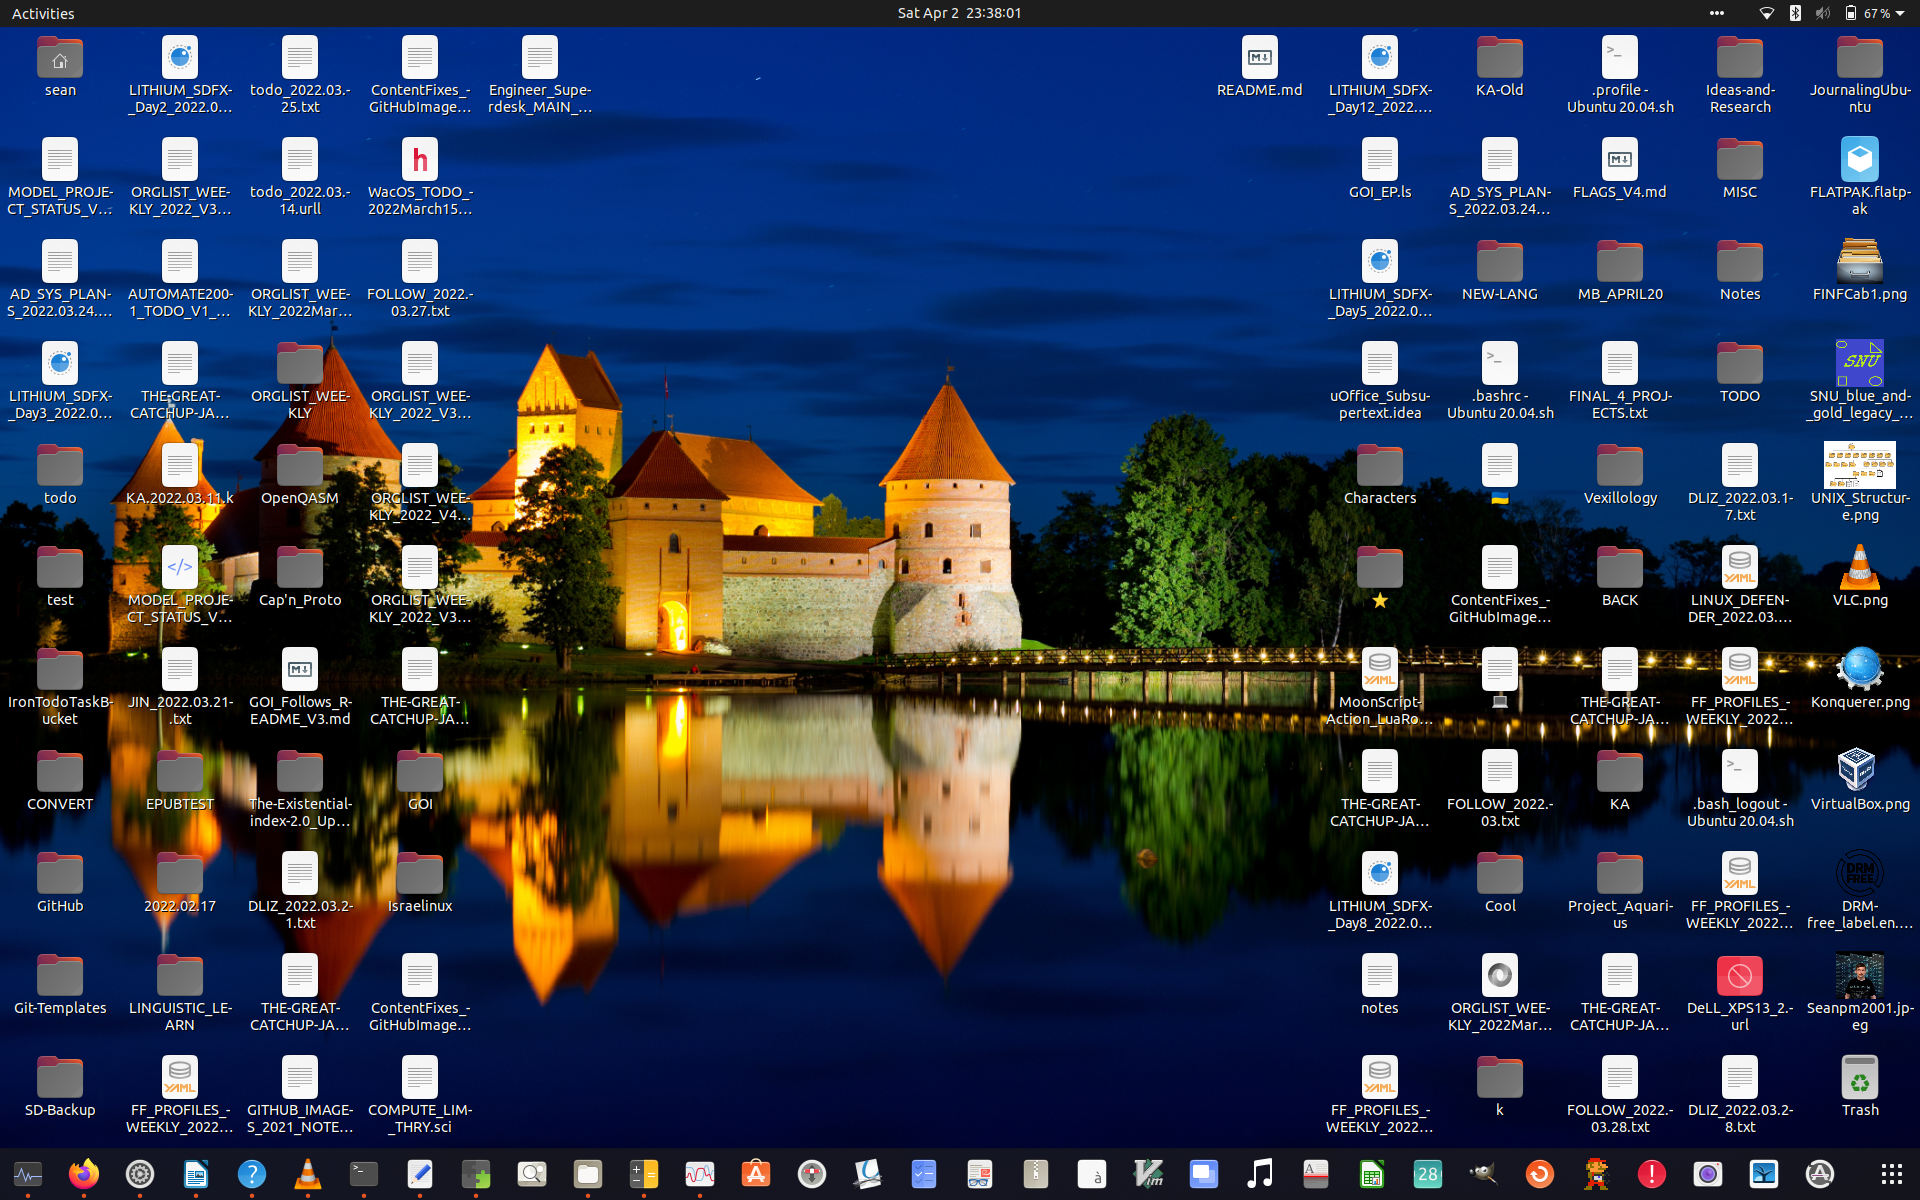 Activities
Sat Apr 2 23:38:01
67 %
sean
LITHIUM_SDFX-
_Day2_2022.0...
todo_2022.03.-
25.txt
ContentFixes_-
GitHubImage...
Engineer_Supe-
rdesk_MAIN_...
README.md
LITHIUM_SDFX-
_Day12_2022....
KA-Old
.profile -
Ubuntu 20.04.sh
Ideas-and-
Research
JournalingUbu-
ntu
MODEL_PROJE-
CT_STATUS_V...
ORGLIST_WEE-
KLY_2022_V3...
todo_2022.03.-
14.urll
h
WacOS_TODO_-
2022March15...
GOI_EP.ls
AD_SYS_PLAN-
S_2022.03.24...
FLAGS_V4.md
MISC
FLATPAK.flatp-
ak
AD_SYS_PLAN-
S_2022.03.24....
AUTOMATE200-
1_TODO_V1_...
ORGLIST_WEE-
KLY_2022Mar...
FOLLOW_2022.-
03.27.txt
LITHIUM_SDFX-
_Day5_2022.0...
NEW-LANG
MB_APRIL20
Notes
FINFCab1.png
LITHIUM_SDFX-
_Day3_2022.0...
THE-GREAT-
CATCHUP-JA...
ORGLIST_WEE-
KLY
ORGLIST_WEE-
KLY_2022_V3...
uOffice_Subsu-
pertext.idea
.bashrc -
Ubuntu 20.04.sh
FINAL_4_PROJ-
ECTS.txt
TODO
SNU
SNU_blue_and-
_gold_legacy_...
todo
KA.2022.03.11.k
OpenQASM
ORGLIST_WEE-
KLY_2022_V4...
Characters
🇺🇦
Vexillology
DLIZ_2022.03.1-
7.txt
UNIX_Structur-
e.png
test
MODEL_PROJE-
CT_STATUS_V...
Cap'n_Proto
ORGLIST_WEE-
KLY_2022_V3...
⭐
ContentFixes_-
GitHubImage...
BACK
YAML
LINUX_DEFEN-
DER_2022.03....
VLC.png
IronTodoTaskB-
ucket
JIN_2022.03.21-
.txt
GOI_Follows_R-
EADME_V3.md
THE-GREAT-
CATCHUP-JA...
YAML
MoonScript-
Action_LuaRo...
💻
THE-GREAT-
CATCHUP-JA...
YAML
FF_PROFILES_-
WEEKLY_2022...
Konquerer.png
CONVERT
EPUBTEST
The-Existential-
index-2.0_Up...
GOI
THE-GREAT-
CATCHUP-JA...
FOLLOW_2022.-
03.txt
KA
.bash_logout -
Ubuntu 20.04.sh
VirtualBox.png
GitHub
2022.02.17
DLIZ_2022.03.2-
1.txt
Israelinux
LITHIUM_SDFX-
_Day8_2022.0...
Cool
Project_Aquari-
us
YAML
FF_PROFILES_-
WEEKLY_2022...
DRM
FREE
DRM-
free_label.en....
Git-Templates
LINGUISTIC_LE-
ARN
THE-GREAT-
CATCHUP-JA...
ContentFixes_-
GitHubImage...
notes
ORGLIST_WEE-
KLY_2022Mar...
THE-GREAT-
CATCHUP-JA...
DeLL_XPS13_2.-
url
Seanpm2001.jp-
eg
SD-Backup
YAML
FF_PROFILES_-
WEEKLY_2022...
GITHUB_IMAGE-
S_2021_NOTE...
COMPUTE_LIM-
_THRY.sci
YAML
FF_PROFILES_-
WEEKLY_2022...
k
FOLLOW_2022.-
03.28.txt
DLIZ_2022.03.2-
8.txt
Trash
à
Vim
A
28